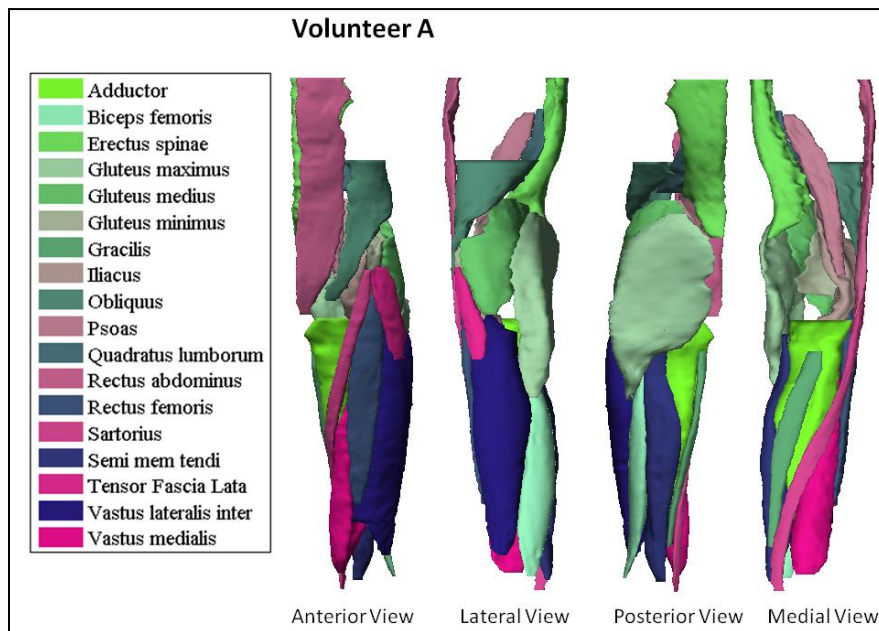 Volunteer A
Adductor
Biceps femoris
Erectus spinae
Gluteus maximus
Gluteus medius
Gluteus minimus
Gracilis
Iliacus
Obliquus
Psoas
Quadratus lumborum
Rectus abdominus
Rectus femoris
Sartorius
Semi mem tendi
Tensor Fascia Lata
Vastus lateralis inter
Vastus medialis
Anterior View Lateral View Posterior View Medial View